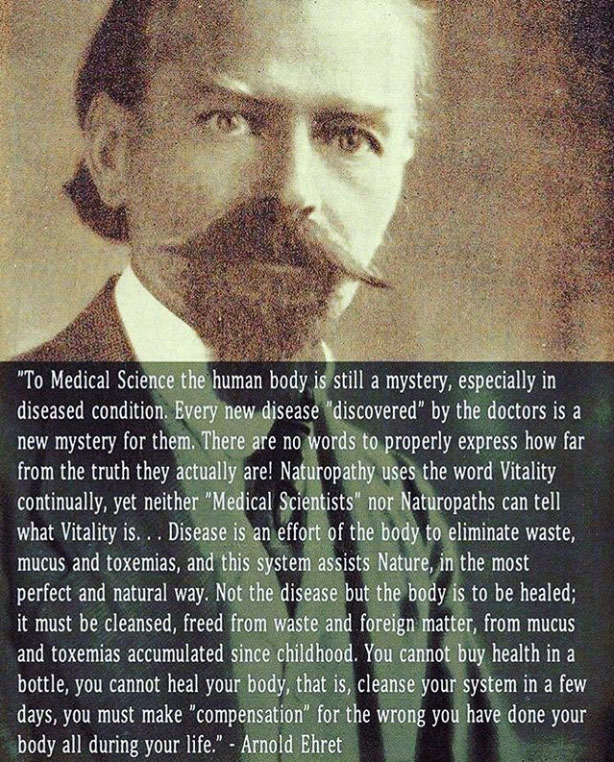 "To Medical Science the human body is still a mystery, especially in
diseased condition. Every new disease "discovered" by the doctors is a
new mystery for them. There are no words to properly express how far
from the truth they actually are! Naturopathy uses the word Vitality
continually, yet neither "Medical Scientists" nor Naturopaths can tell
what Vitality is. . . Disease is an effort of the body to eliminate waste,
mucus and toxemias, and this system assists Nature, in the most
perfect and natural way. Not the disease but the body is to be healed;
it must be cleansed, freed from waste and foreign matter, from mucus
and toxemias accumulated since childhood. You cannot buy health in a
bottle, you cannot heal your body, that is, cleanse your system in a few
days, you must make "compensation" for the wrong you have done your
body all during your life." - Arnold Ehret